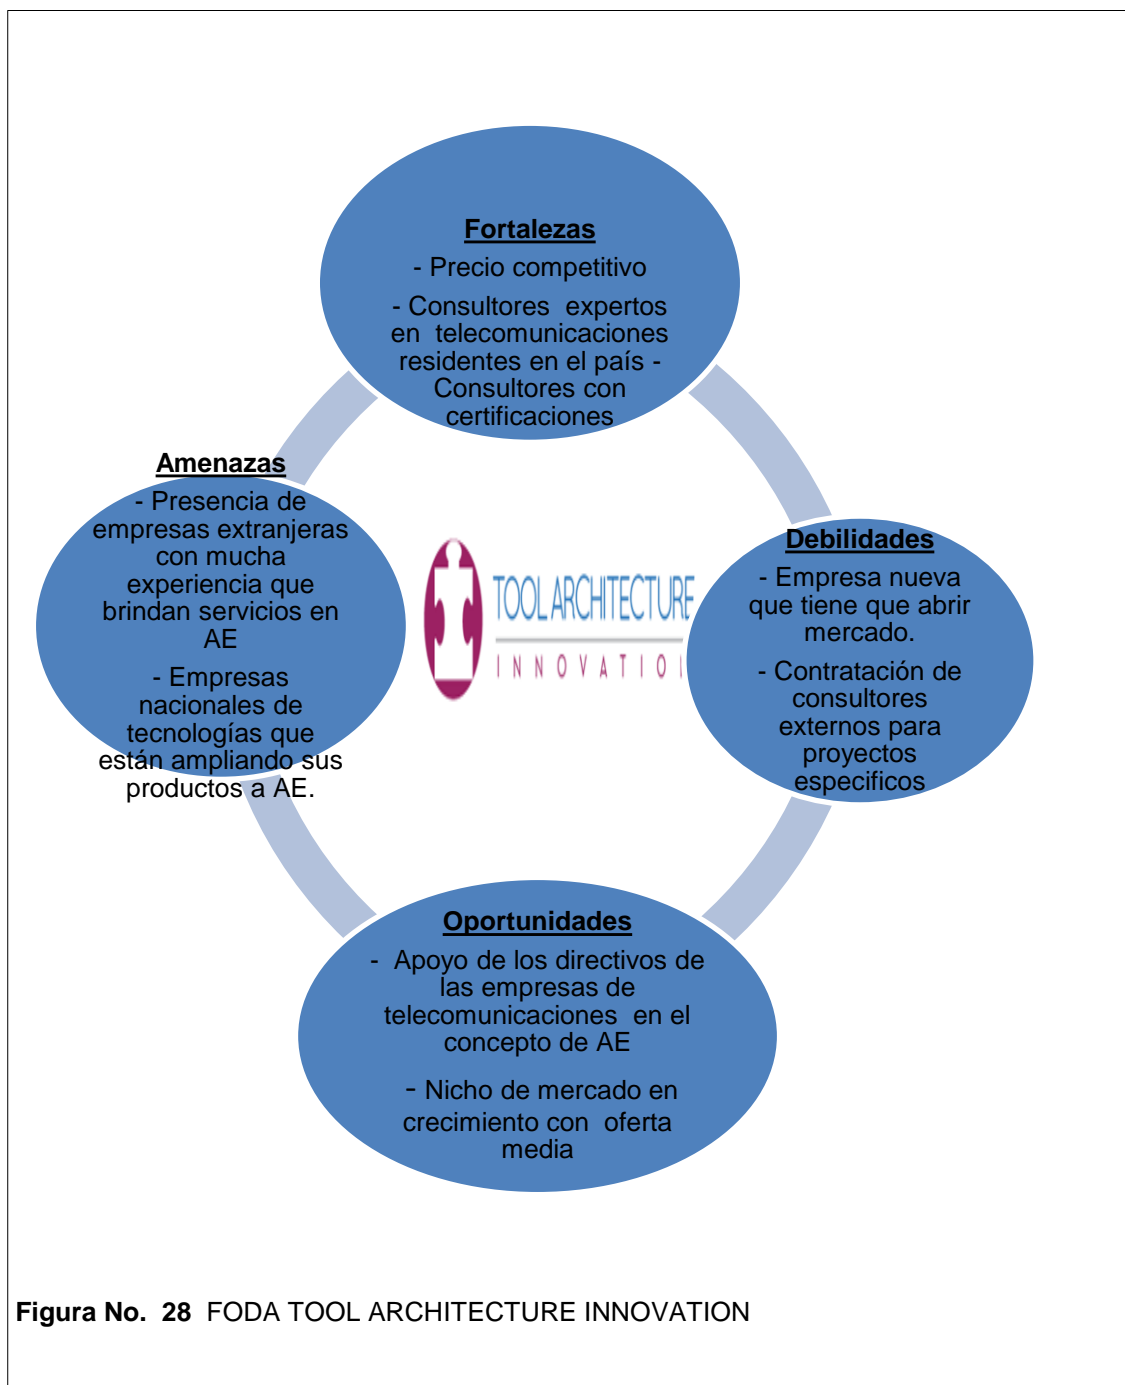 Fortalezas
- Precio competitivo
- Consultores expertos
en telecomunicaciones
residentes en el país -
Consultores con
certificaciones
Amenazas
- Presencia de
empresas extranjeras
con mucha
experiencia que
brindan servicios en
AE
- Empresas
nacionales de
tecnologías que
están ampliando sus
productos a AE.
TOOL ARCHITECTURE
INNOVATIO
Debilidades
- Empresa nueva
que tiene que abrir
mercado.
- Contratación de
consultores
externos para
proyectos
especificos
Oportunidades
- Apoyo de los directivos de
las empresas de
telecomunicaciones en el
concepto de AE
- Nicho de mercado en
crecimiento con oferta
media
Figura No. 28 FODA TOOL ARCHITECTURE INNOVATION